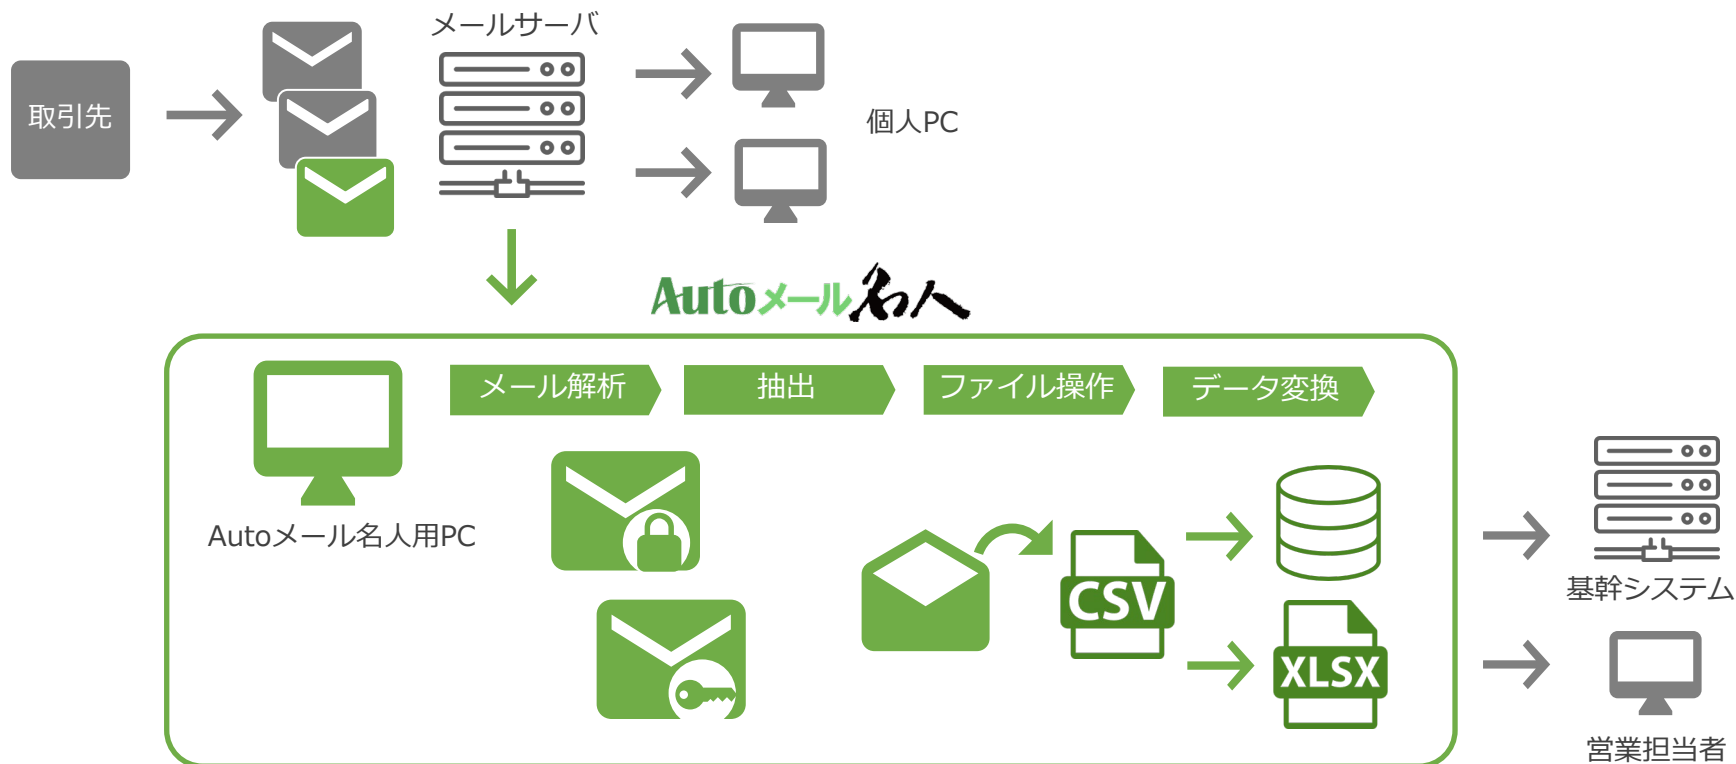 メールサーバ
取引先
個人PC
Autoメール名人
メール解析
抽出
ファイル操作
データ変換
Autoメール名人用PC
CSV
XLSX
基幹システム
営業担当者